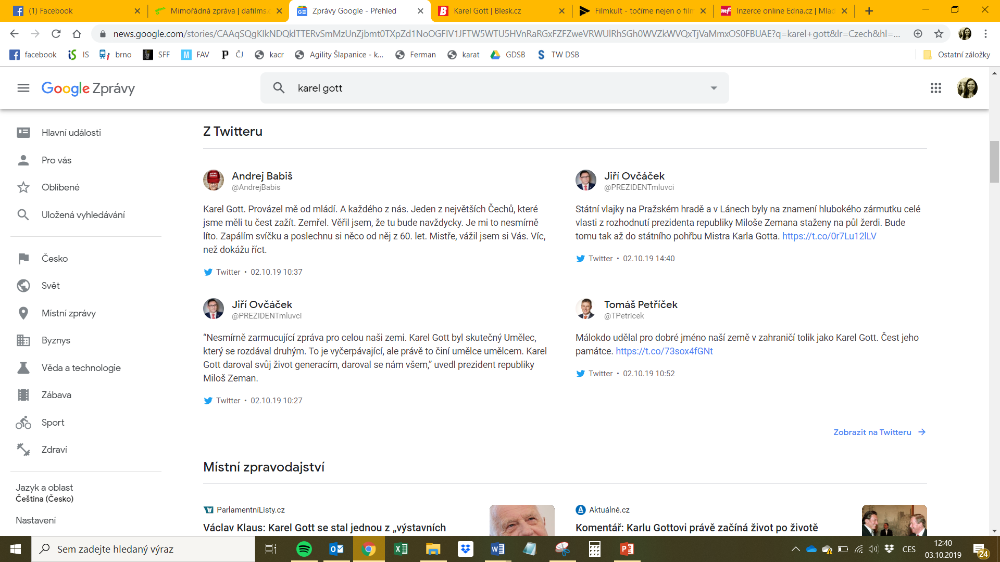 (1) Facebook
Mimořádná zpráva | dafilms.c
Zprávy Google - Přehled
Karel Gott | Blesk.cz
Filmkult - točíme nejen o film
Inzerce online Edna.cz | Mlad
news.google.com/stories/CAAqSQgKIkNDQklTTERvSmMzUnZjbmt0TXpZd1NoOGFIV1JFTW5WTU5HVnRaRGxFZFZweVRWUlRhSGh0WVZkWVQxTjVaMmxOS0FBUAE?q=karel+gott&lr=Czech&hl=...
facebook
IS
brno
SFF
FAV
ČJ
kacr
Agility Šlapanice - k...
Ferman
karat
GDSB
TW DSB
Ostatní záložky
Google Zprávy
karel gott
Hlavní události
Pro vás
Oblíbené
Uložená vyhledávání
Česko
Svět
Místní zprávy
Byznys
Věda a technologie
Zábava
Sport
Zdraví
Jazyk a oblast
Čeština (Česko)
Nastavení
Z Twitteru
Andrej Babiš
@AndrejBabis
Karel Gott. Provázel mě od mládí. A každého z nás. Jeden z největších Čechů, které
jsme měli tu čest zažít. Zemřel. Věřil jsem, že tu bude navždycky. Je mi to nesmírně
líto. Zapálím svíčku a poslechnu si něco od něj z 60. let. Mistře, vážil jsem si Vás. Víc,
než dokážu říct.
Twitter • 02.10.19 10:37
Jiří Ovčáček
@PREZIDENTmluvci
Státní vlajky na Pražském hradě a v Lánech byly na znamení hlubokého zármutku celé
vlasti z rozhodnutí prezidenta republiky Miloše Zemana staženy na půl žerdi. Bude
tomu tak až do státního pohřbu Mistra Karla Gotta. https://t.co/0r7Lu12lLV
Twitter • 02.10.19 14:40
Jiří Ovčáček
@PREZIDENTmluvci
“Nesmírně zarmucující zpráva pro celou naši zemi. Karel Gott byl skutečný Umělec,
který se rozdával druhým. To je vyčerpávající, ale právě to činí umělce umělcem. Karel
Gott daroval svůj život generacím, daroval se nám všem,” uvedl prezident republiky
Miloš Zeman.
Twitter • 02.10.19 10:27
Tomáš Petříček
@TPetricek
Málokdo udělal pro dobré jméno naší země v zahraničí tolik jako Karel Gott. Čest jeho
památce. https://t.co/73sox4fGNt
Twitter • 02.10.19 10:52
Zobrazit na Twitteru
Místní zpravodajství
ParlamentníListy.cz
Václav Klaus: Karel Gott se stal jednou z „výstavních
Aktuálně.cz
Komentář: Karlu Gottovi právě začíná život po životě
Sem zadejte hledaný výraz
CES
12:40
03.10.2019
24